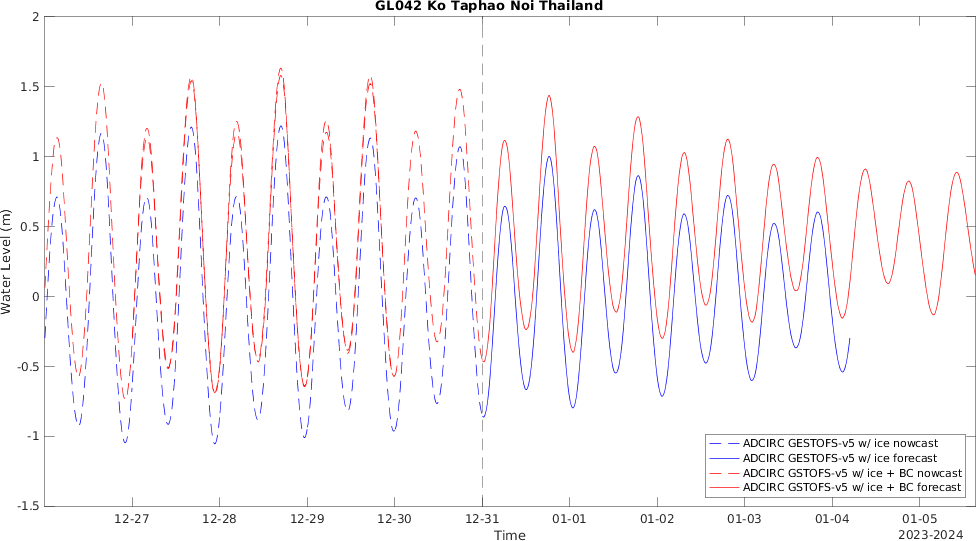 GL042 Ko Taphao Noi Thailand
2
1.5
1
0.5
0
-0.5
-1
-1.5
Water Level (m)
12-27 12-28 12-29 12-30 12-31 01-01 01-02 01-03 01-04 01-05
Time
2023-2024
ADCIRC GESTOFS-v5 w/ ice nowcast
ADCIRC GESTOFS-v5 w/ ice forecast
ADCIRC GSTOFS-v5 w/ ice + BC nowcast
ADCIRC GSTOFS-v5 w/ ice + BC forecast